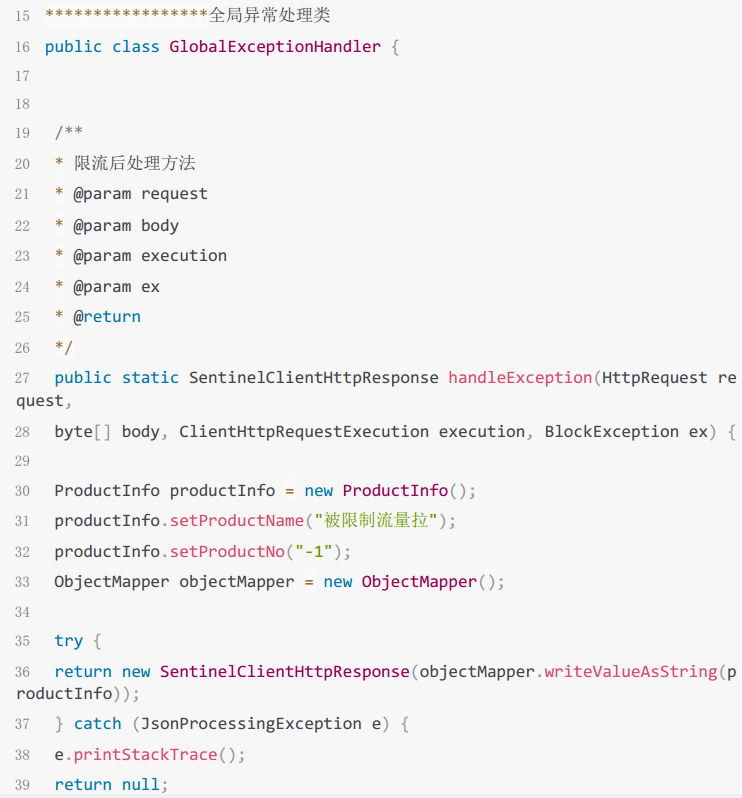 15 *****************全局异常处理类
16 public class GlobalExceptionHandler {
17
18
19 /**
20 * 限流后处理方法
21 * @param request
22 * @param body
23 * @param execution
24 * @param ex
25 * @return
26 */
27 public static SentinelClientHttpResponse handleException(HttpRequest re
quest,
28 byte[] body, ClientHttpRequestExecution execution, BlockException ex) {
29
30 ProductInfo productInfo = new ProductInfo();
31 productInfo.setProductName("被限制流量拉");
32 productInfo.setProductNo("-1");
33 ObjectMapper objectMapper = new ObjectMapper();
34
35 try {
36 return new SentinelClientHttpResponse(objectMapper.writeValueAsString(p
roductInfo));
37 } catch (JsonProcessingException e) {
38 e.printStackTrace();
39 return null;